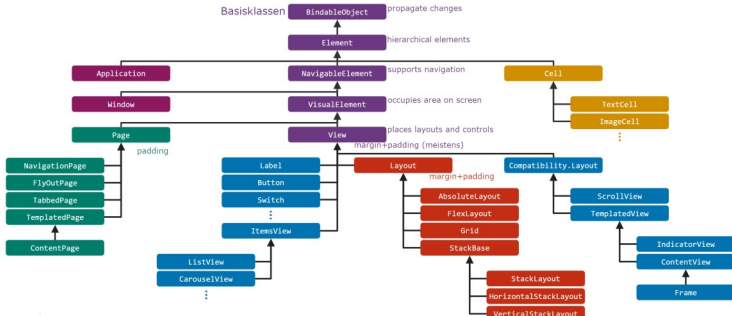 Basisklassen BindableObject propagate changes
Element hierarchical elements
Application NavigableElement supports navigation Cell
Window VisualElement occupies area on screen TextCell
ImageCell
Page View places layouts and controls
padding margin+padding (meistens)
NavigationPage Label Layout Compatibility.Layout
margin+padding
FlyOutPage Button
AbsoluteLayout ScrollView
TabbedPage Switch
FlexLayout TemplatedView
TemplatedPage
ItemsView Grid
ContentPage StackBase IndicatorView
ListView ContentView
CarouselView StackLayout
HorizontalStackLayout Frame
VerticalStackLayout